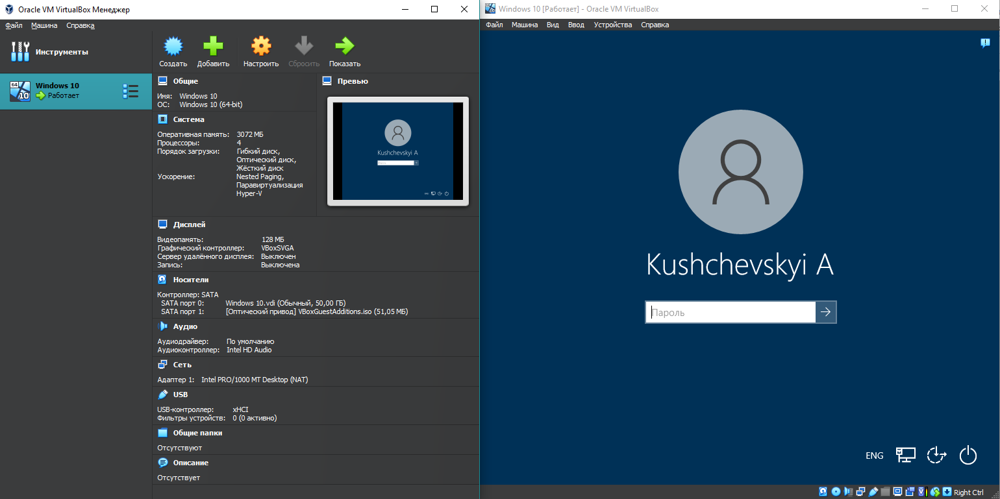 Oracle VM VirtualBox Менеджер
Файл Машина Справка
Инструменты
64
10
Windows 10
Работает
Создать Добавить Настроить Сбросить Показать
Общие
Имя: Windows 10
ОС: Windows 10 (64-bit)
Система
Оперативная память: 3072 МБ
Процессоры: 4
Порядок загрузки: Гибкий диск,
Оптический диск,
Жёсткий диск
Ускорение: Nested Paging,
Паравиртуализация
Hyper-V
Превью
Kushchevskyi A
Дисплей
Видеопамять: 128 МБ
Графический контроллер: VBoxSVGA
Сервер удалённого дисплея: Выключен
Запись: Выключена
Носители
Контроллер: SATA
SATA порт 0: Windows 10.vdi (Обычный, 50,00 ГБ)
SATA порт 1: [Оптический привод] VBoxGuestAdditions.iso (51,05 МБ)
Аудио
Аудиодрайвер: По умолчанию
Аудиоконтроллер: Intel HD Audio
Сеть
Адаптер 1: Intel PRO/1000 MT Desktop (NAT)
USB
USB-контроллер: xHCI
Фильтры устройств: 0 (0 активно)
Общие папки
Отсутствуют
Описание
Отсутствует
Windows 10 [Работает] - Oracle VM VirtualBox
Файл Машина Вид Ввод Устройства Справка
Kushchevskyi A
Пароль
ENG
Right Ctrl